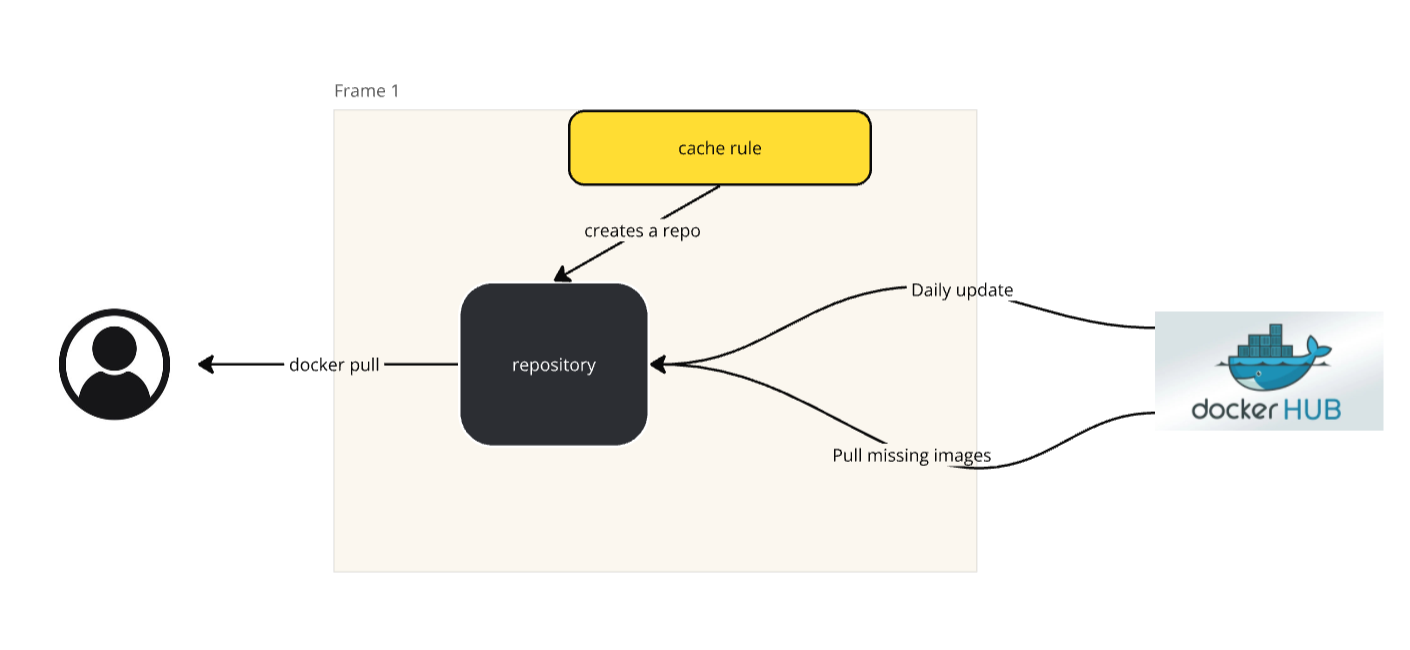 Frame 1
cache rule
creates a repo
Daily update
docker pull
repository
docker HUB
Pull missing images